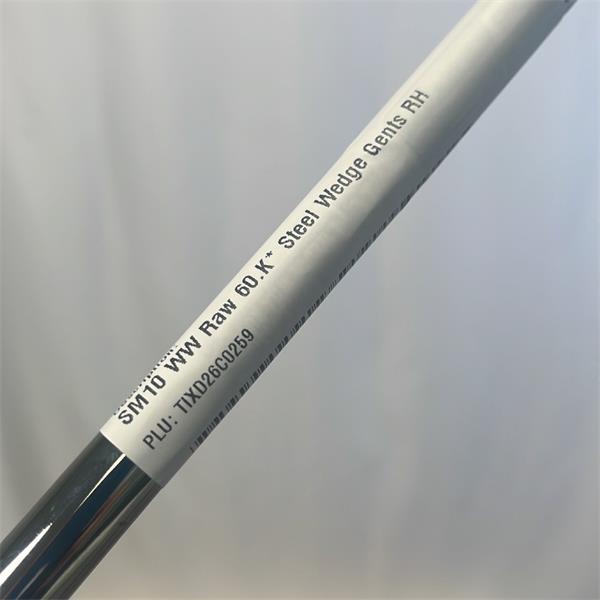 SM10 WW Raw 60.K* Steel Wedge Gents RH
PLU: TIXD26C0259